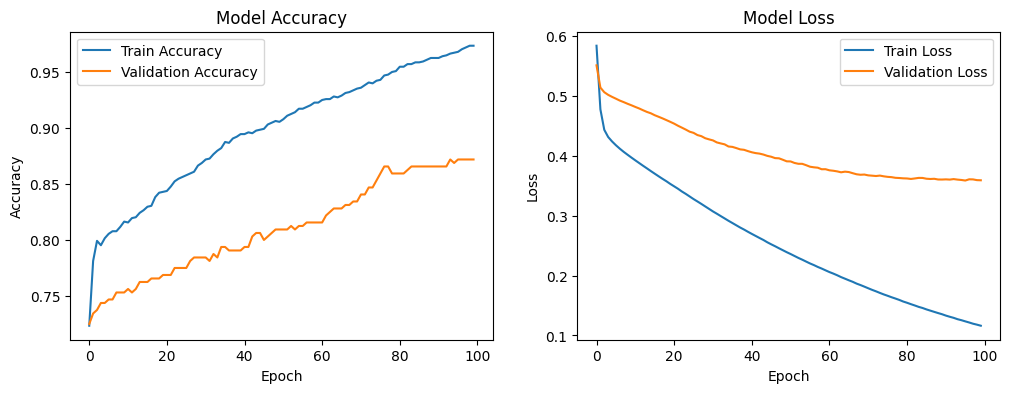 Model Accuracy
Train Accuracy
Validation Accuracy
Accuracy
0.95
0.90
0.85
0.80
0.75
0 20 40 60 80 100
Epoch
Model Loss
Train Loss
Validation Loss
Loss
0.6
0.5
0.4
0.3
0.2
0.1
0 20 40 60 80 100
Epoch